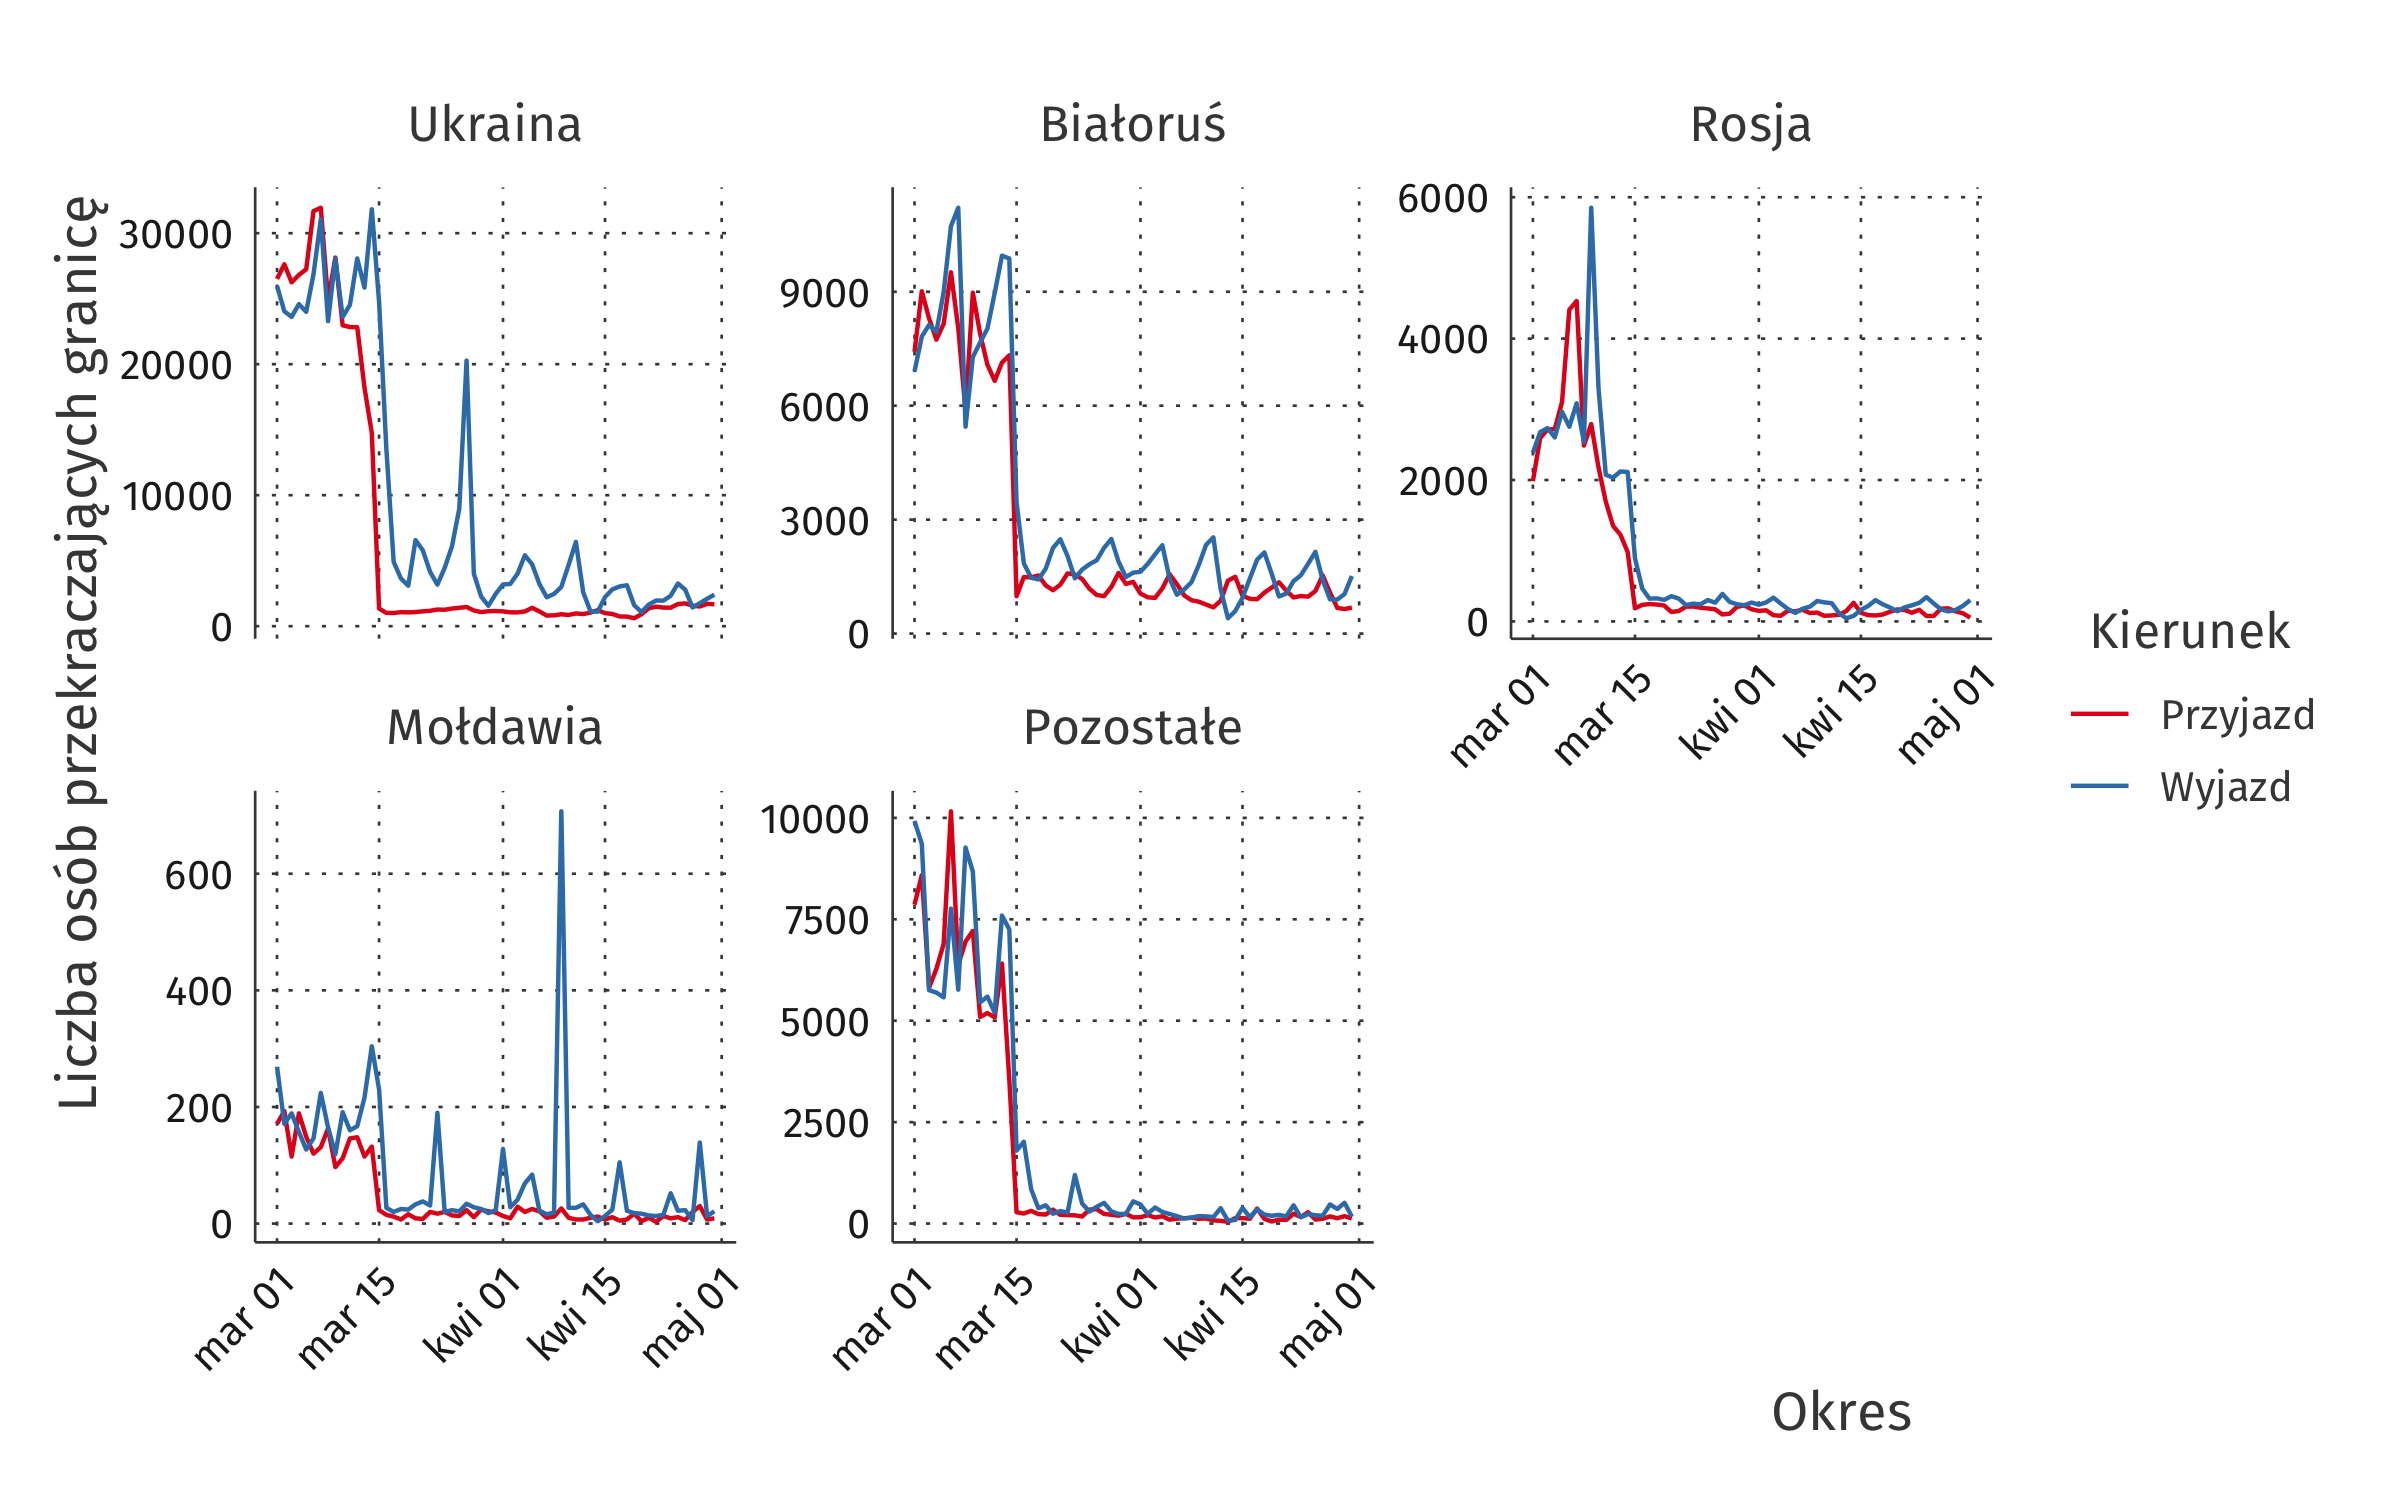 Liczba osób przekraczających granicę
Ukraina
30000
20000
10000
0
Białoruś
9000
6000
3000
0
Rosja
6000
4000
2000
0
mar 01
mar 15
kwi 01
kwi 15
maj 01
Mołdawia
600
400
200
0
mar 01
mar 15
kwi 01
kwi 15
maj 01
Pozostałe
10000
7500
5000
2500
0
mar 01
mar 15
kwi 01
kwi 15
maj 01
Kierunek
Przyjazd
Wyjazd
Okres